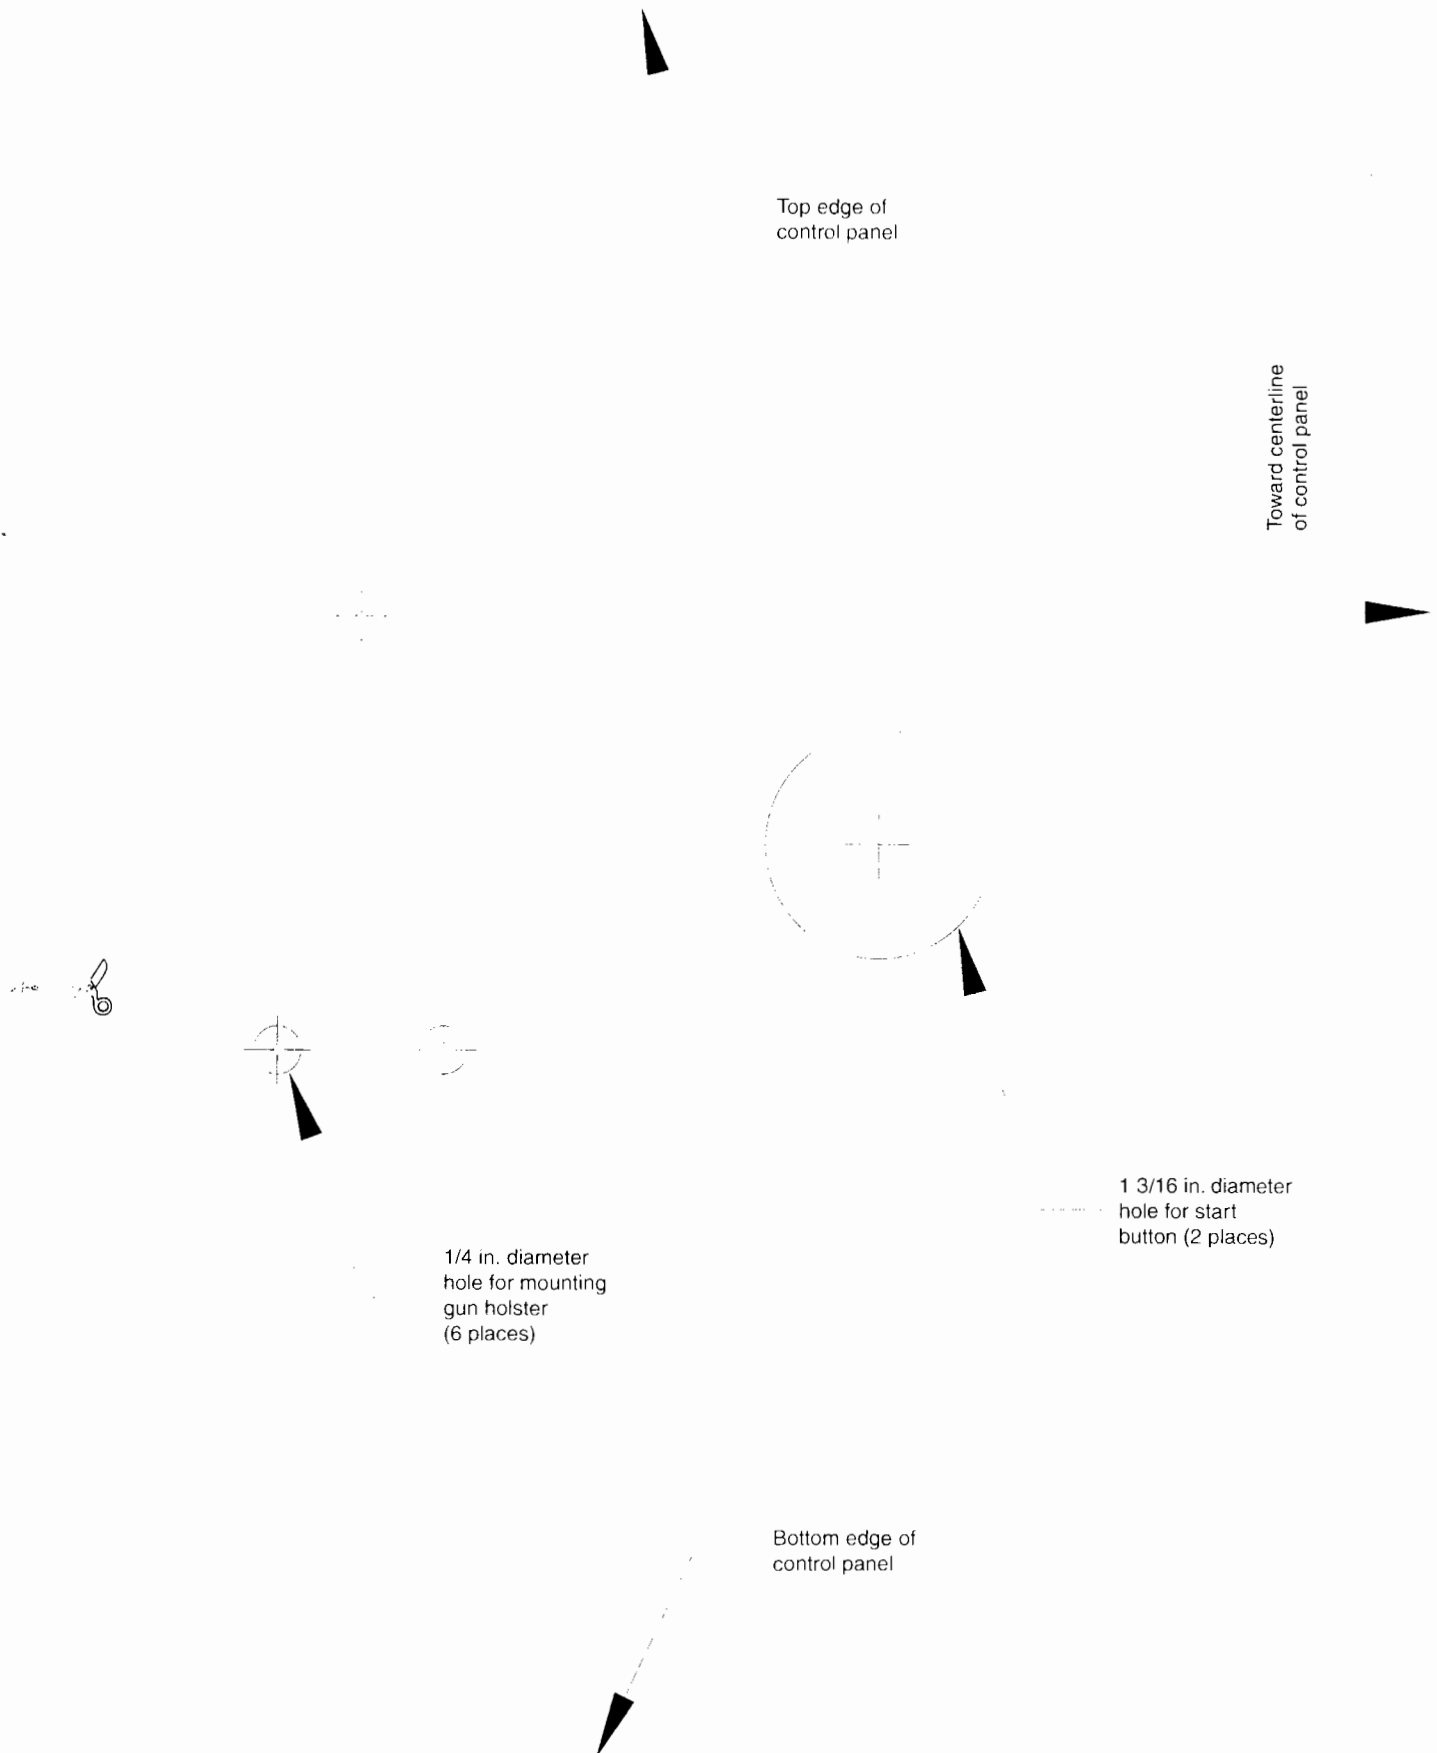 Top edge of
control panel
Toward centerline
of control panel
1 3/16 in. diameter
hole for start
button (2 places)
1/4 in. diameter
hole for mounting
gun holster
(6 places)
Bottom edge of
control panel